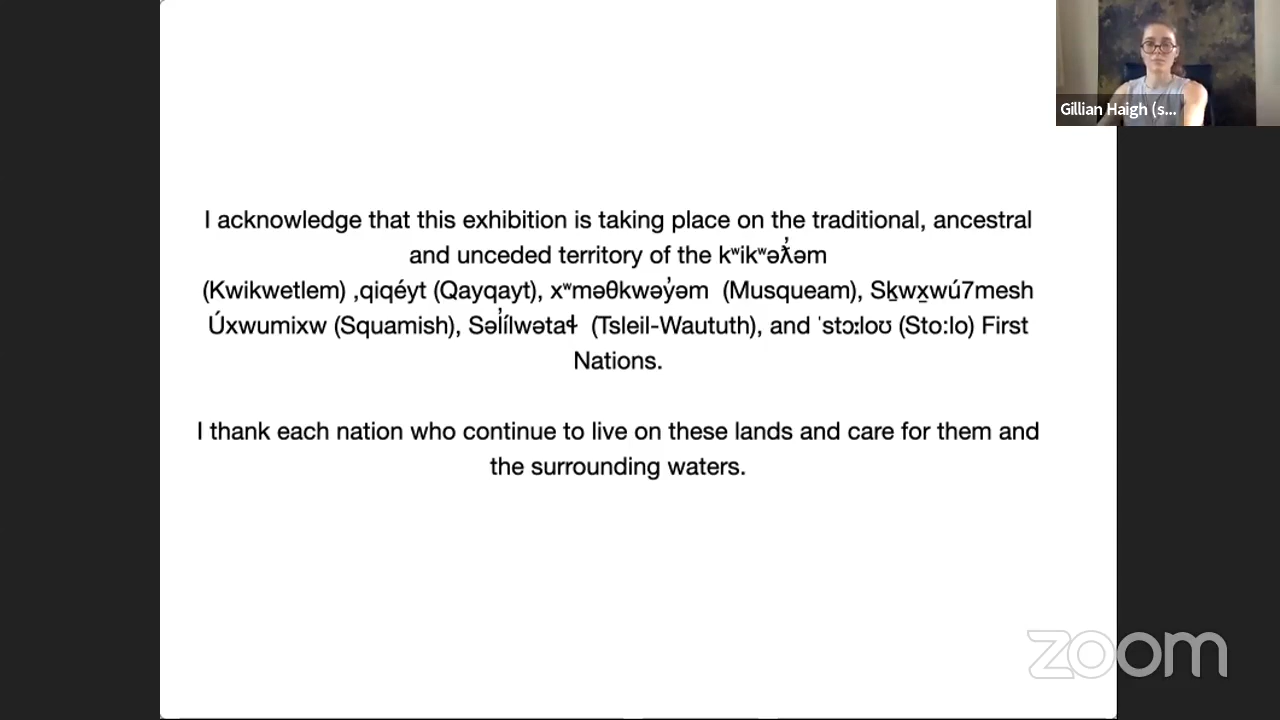 Gillian Haigh (s...
I acknowledge that this exhibition is taking place on the traditional, ancestral
and unceded territory of the kʷikʷəƛ̓əm
(Kwikwetlem) ,qiqéyt (Qayqayt), xʷməθkwəy̓əm (Musqueam), Sḵwx̱wú7mesh
Úxwumixw (Squamish), Səl̓ílwətaɬ (Tsleil-Waututh), and ˈstɔːloʊ (Sto:lo) First
Nations.
I thank each nation who continue to live on these lands and care for them and
the surrounding waters.
zoom